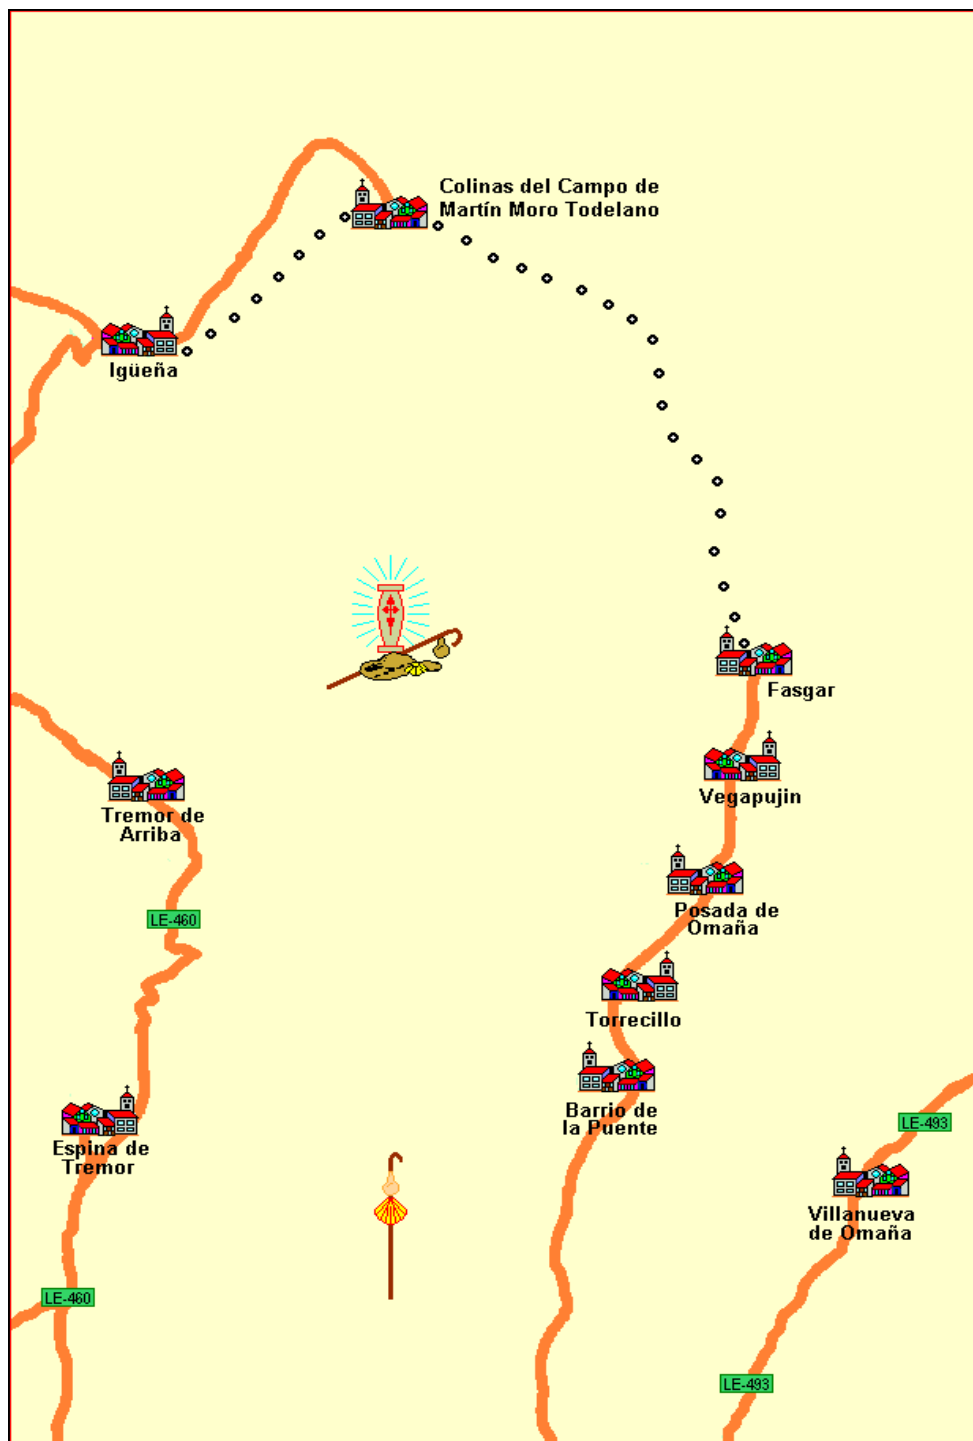 Colinas del Campo de
Martín Moro Todelano
Igüeña
Fasgar
Vegapujin
Tremor de
Arriba
Posada de
Omaña
LE-460
Torrecillo
Barrio de
la Puente
LE-493
Espina de
Tremor
Villanueva
de Omaña
LE-460
LE-493